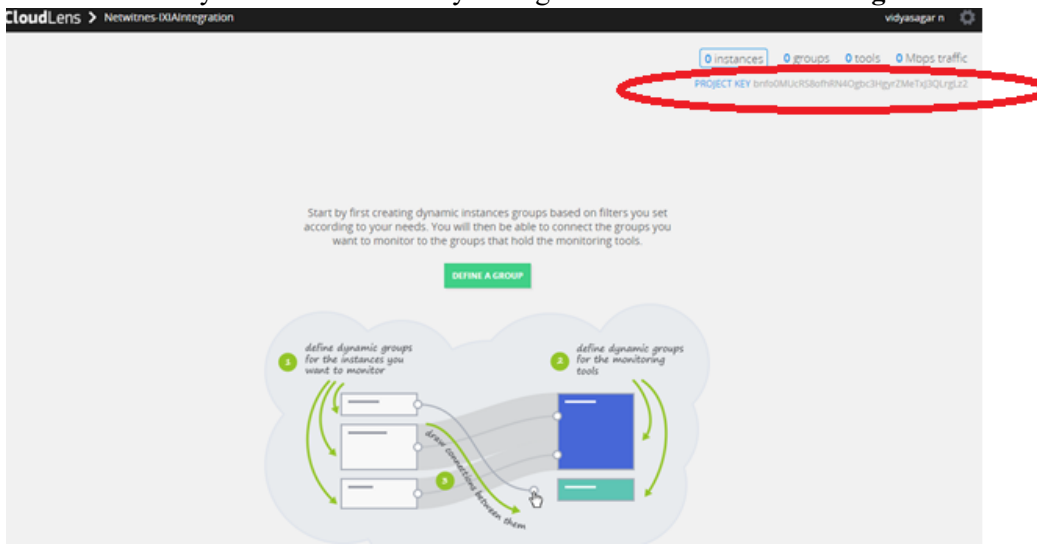 CloudLens > Netwitnes-IXIAIntegration vidyasagar n
0 instances 0 groups 0 tools 0 Mbps traffic
PROJECT KEY
Start by first creating dynamic instances groups based on filters you set
according to your needs. You will then be able to connect the groups you
want to monitor to the groups that hold the monitoring tools.
DEFINE A GROUP
1 define dynamic groups
for the instances you
want to monitor
2 define dynamic groups
for the monitoring
tools
3 draw connections between them